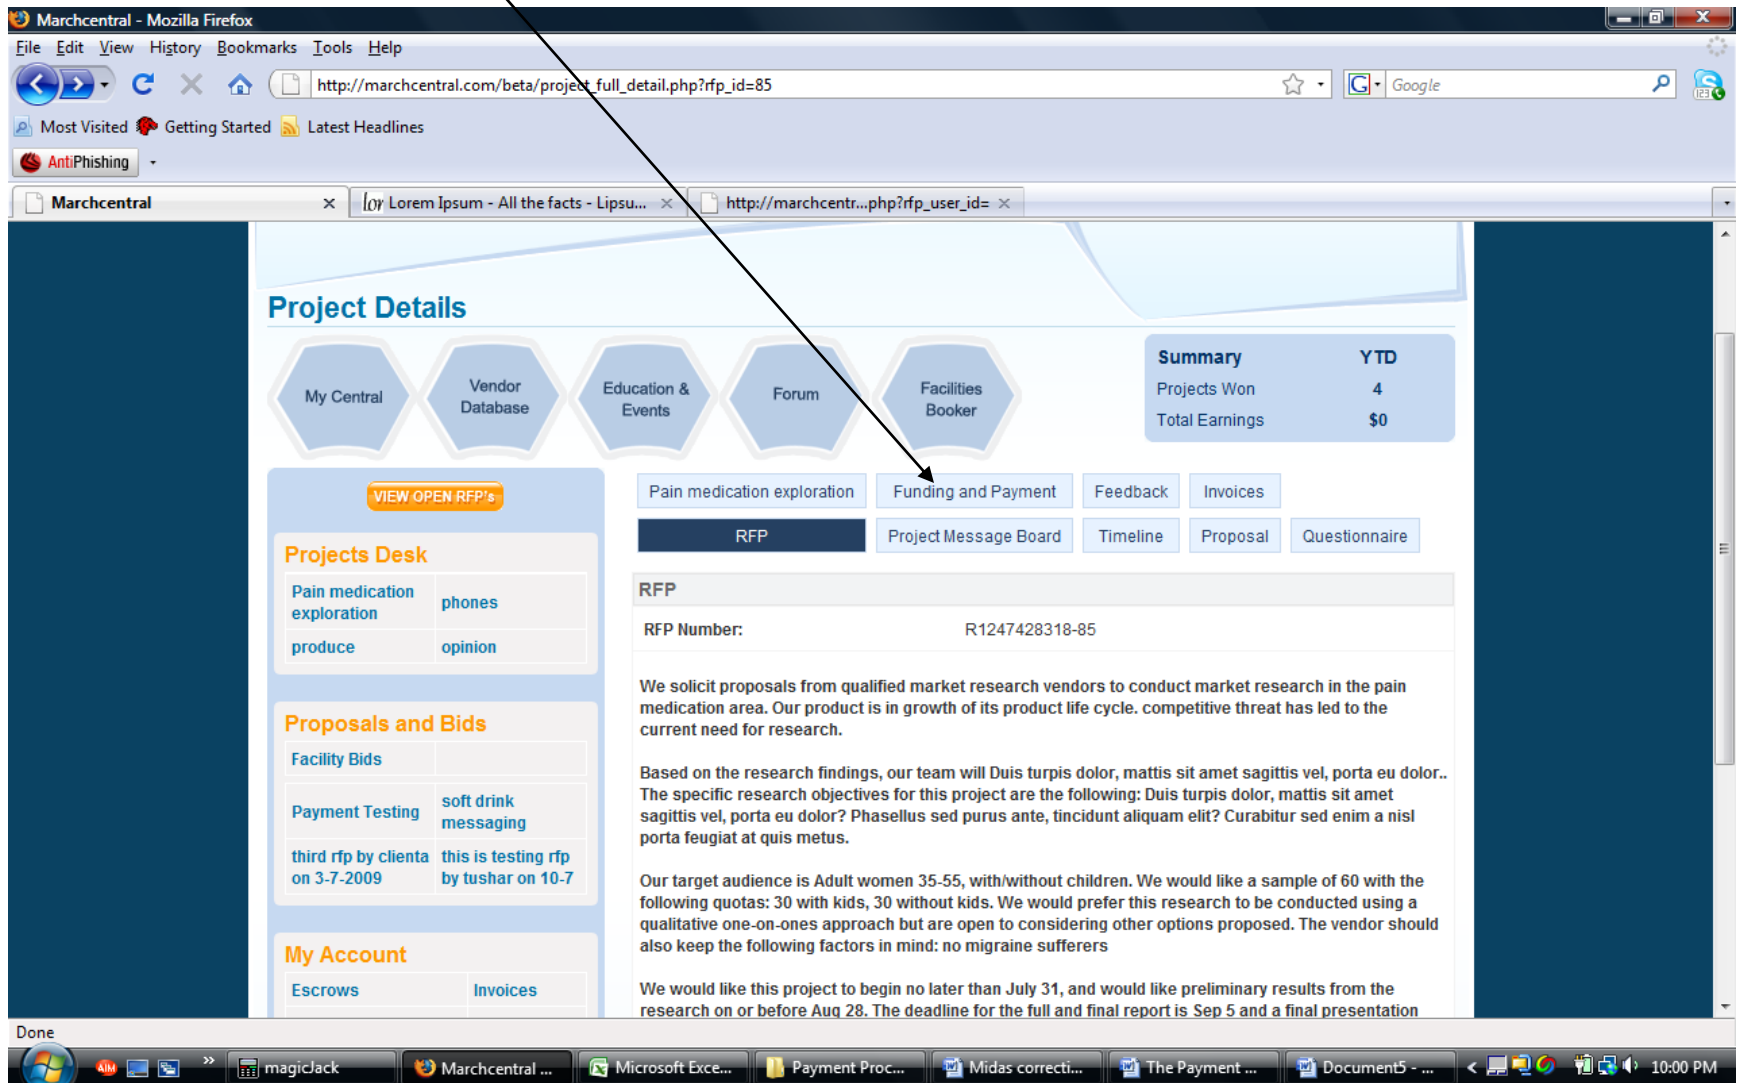 Marchcentral - Mozilla Firefox
File Edit View History Bookmarks Tools Help
http://marchcentral.com/beta/project_full_detail.php?rfp_id=85
G Google
123
Most Visited Getting Started Latest Headlines
AntiPhishing
Marchcentral
lor Lorem Ipsum - All the facts - Lipsu...
http://marchcentr...php?rfp_user_id=
Project Details
My Central
Vendor
Database
Education &
Events
Forum
Facilities
Booker
Summary YTD
Projects Won 4
Total Earnings $0
VIEW OPEN RFP's
Projects Desk
Pain medication
exploration
phones
produce opinion
Proposals and Bids
Facility Bids
Payment Testing
soft drink
messaging
third rfp by clienta
on 3-7-2009
this is testing rfp
by tushar on 10-7
My Account
Escrows Invoices
Pain medication exploration Funding and Payment Feedback Invoices
RFP Project Message Board Timeline Proposal Questionnaire
RFP
RFP Number: R1247428318-85
We solicit proposals from qualified market research vendors to conduct market research in the pain
medication area. Our product is in growth of its product life cycle. competitive threat has led to the
current need for research.
Based on the research findings, our team will Duis turpis dolor, mattis sit amet sagittis vel, porta eu dolor..
The specific research objectives for this project are the following: Duis turpis dolor, mattis sit amet
sagittis vel, porta eu dolor? Phasellus sed purus ante, tincidunt aliquam elit? Curabitur sed enim a nisl
porta feugiat at quis metus.
Our target audience is Adult women 35-55, with/without children. We would like a sample of 60 with the
following quotas: 30 with kids, 30 without kids. We would prefer this research to be conducted using a
qualitative one-on-ones approach but are open to considering other options proposed. The vendor should
also keep the following factors in mind: no migraine sufferers
We would like this project to begin no later than July 31, and would like preliminary results from the
research on or before Aug 28. The deadline for the full and final report is Sep 5 and a final presentation
Done
AIM
magicJack
Marchcentral ...
Microsoft Exce...
Payment Proc...
Midas correcti...
The Payment ...
Document5 - ...
10:00 PM